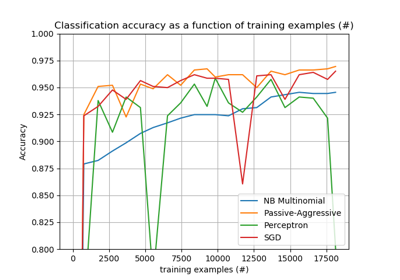 Classification accuracy as a function of training examples (#)
1.000
0.975
0.950
0.925
0.900
0.875
0.850
0.825
0.800
Accuracy
NB Multinomial
Passive-Aggressive
Perceptron
SGD
0 2500 5000 7500 10000 12500 15000 17500
training examples (#)